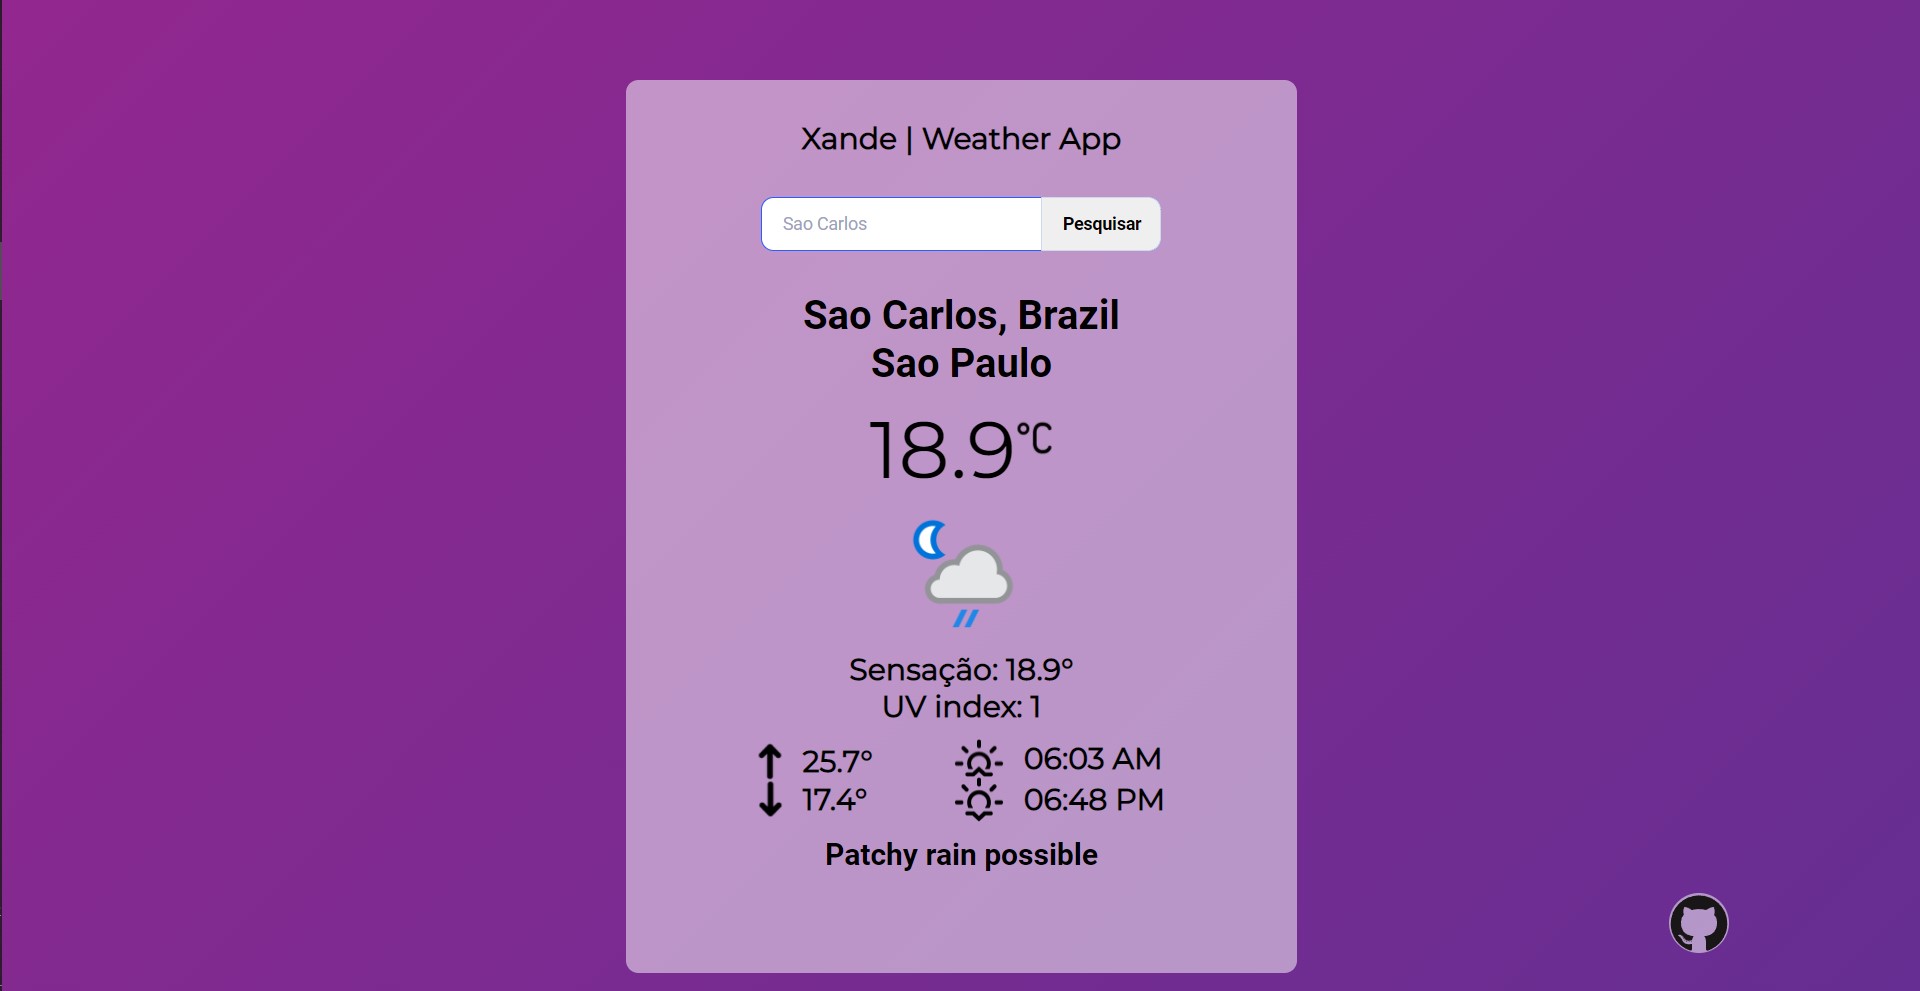 Xande | Weather App
Sao Carlos
Pesquisar
Sao Carlos, Brazil
Sao Paulo
18.9°C
Sensação: 18.9°
UV index: 1
25.7°
06:03 AM
17.4°
06:48 PM
Patchy rain possible